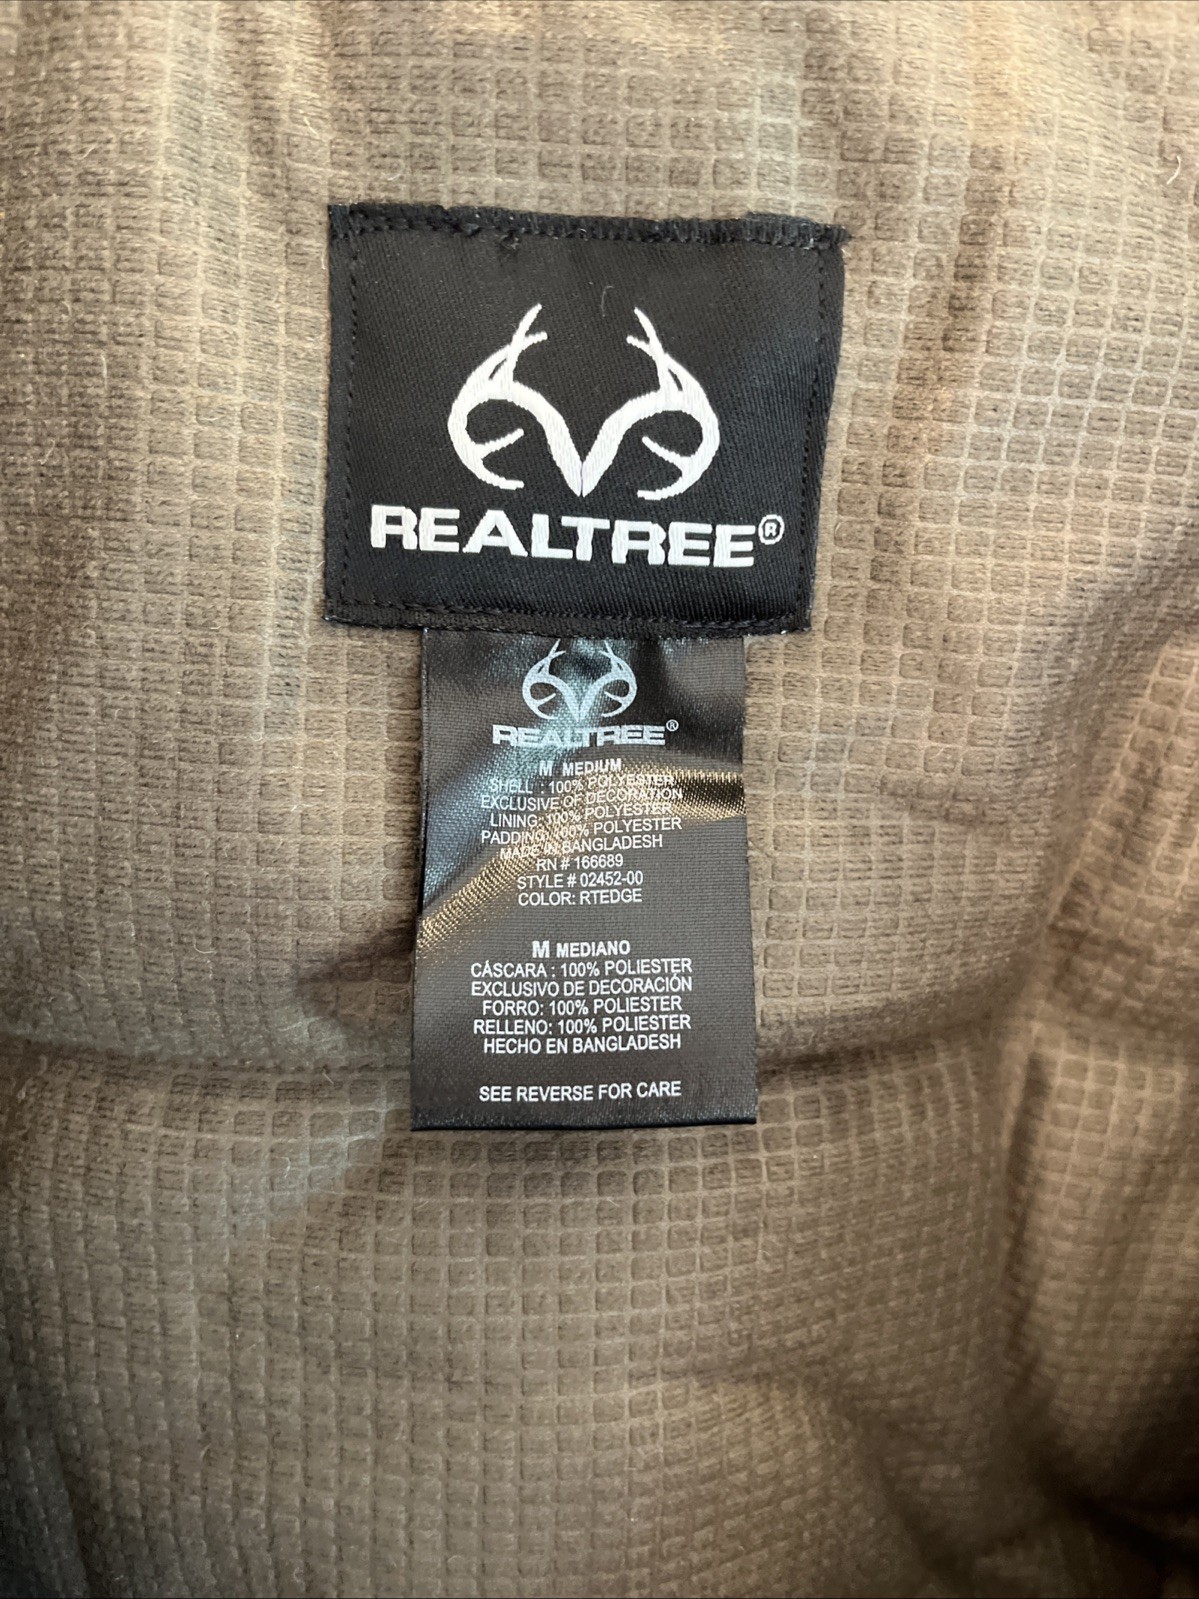 REALTREE®
REALTREE®
M MEDIUM
SHELL : 100% POLYESTER
EXCLUSIVE OF DECORATION
LINING: 100% POLYESTER
PADDING: 100% POLYESTER
MADE IN BANGLADESH
RN # 166689
STYLE # 02452-00
COLOR: RTEDGE
M MEDIANO
CÁSCARA : 100% POLIESTER
EXCLUSIVO DE DECORACIÓN
FORRO: 100% POLIESTER
RELLENO: 100% POLIESTER
HECHO EN BANGLADESH
SEE REVERSE FOR CARE